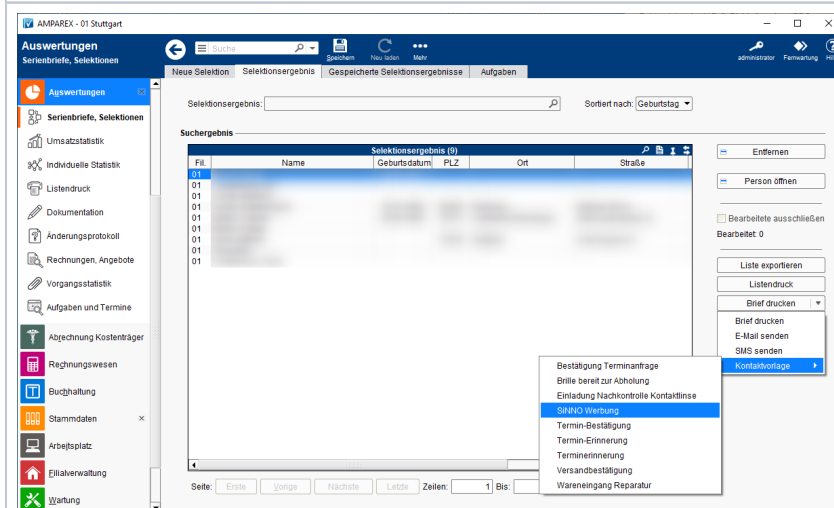 AMPAREX - 01 Stuttgart
Auswertungen
Serienbriefe, Selektionen
Suche
Speichern
Neu laden
Mehr
administrator
Fernwartung
Neue Selektion
Selektionsergebnis
Gespeicherte Selektionsergebnisse
Aufgaben
Auswertungen
Serienbriefe, Selektionen
Umsatzstatistik
Individuelle Statistik
Listendruck
Dokumentation
Änderungsprotokoll
Rechnungen, Angebote
Vorgangsstatistik
Aufgaben und Termine
Abrechnung Kostenträger
Rechnungswesen
Buchhaltung
Stammdaten
Arbeitsplatz
Filialverwaltung
Wartung
Selektionsergebnis:
Sortiert nach: Geburtstag
Suchergebnis
Selektionsergebnis (9)
Fil. Name Geburtsdatum PLZ Ort Straße
01
01
01
01
01
01
01
01
01
Seite: Erste Vorige Nächste Letzte Zeilen: 1 Bis:
Entfernen
Person öffnen
Bearbeitete ausschließen
Bearbeitet: 0
Liste exportieren
Listendruck
Brief drucken
Brief drucken
E-Mail senden
SMS senden
Kontaktvorlage
Bestätigung Terminanfrage
Brille bereit zur Abholung
Einladung Nachkontrolle Kontaktlinse
SiNNO Werbung
Termin-Bestätigung
Termin-Erinnerung
Terminerinnerung
Versandbestätigung
Wareneingang Reparatur